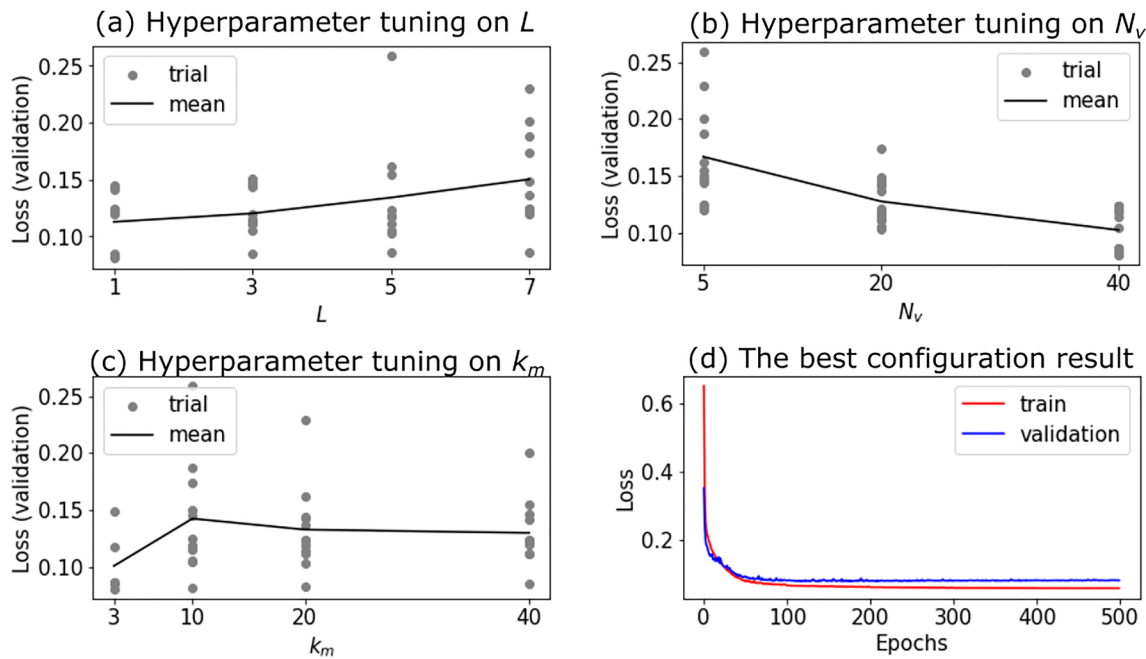 (a) Hyperparameter tuning on L
Loss (validation)
0.25
0.20
0.15
0.10
trial
mean
1 3 5 7
L
(b) Hyperparameter tuning on Nv
Loss (validation)
0.25
0.20
0.15
0.10
trial
mean
5 20 40
Nv
(c) Hyperparameter tuning on km
Loss (validation)
0.25
0.20
0.15
0.10
trial
mean
3 10 20 40
km
(d) The best configuration result
Loss
0.6
0.4
0.2
train
validation
0 100 200 300 400 500
Epochs